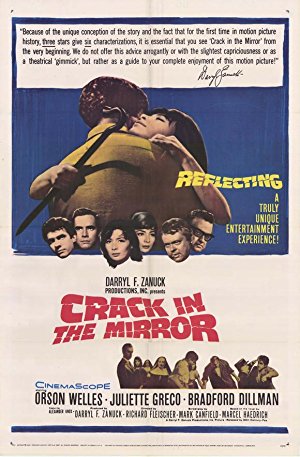 "Because of the unique conception of the story and the fact that for the first time in motion picture
history, three stars give six characterizations, it is essential that you see 'Crack in the Mirror' from
the very beginning. We do not offer this advice arrogantly or with the slightest capriciousness or as
a theatrical 'gimmick', but rather as a guide to your complete enjoyment of this motion picture!"
REFLECTING
A
TRULY
UNIQUE
ENTERTAINMENT
EXPERIENCE!
DARRYL F. ZANUCK
PRODUCTIONS, INC. presents
CRACK IN
THE MIRROR
CINEMASCOPE
ORSON WELLES · JULIETTE GRECO · BRADFORD DILLMAN
DARRYL F. ZANUCK · RICHARD FLEISCHER · MARK CANFIELD · MARCEL HAEDRICH